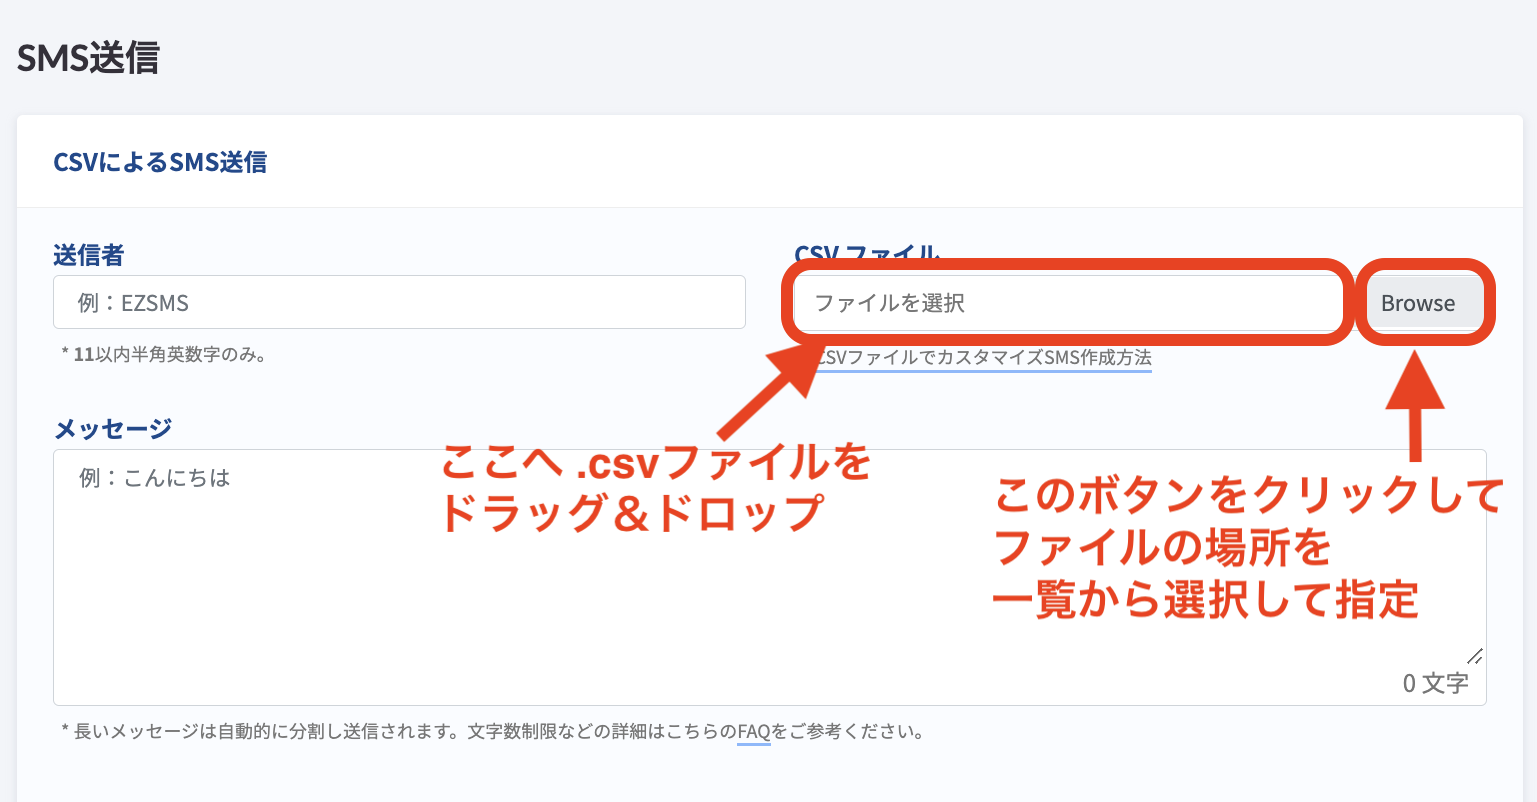 SMS送信
CSVによるSMS送信
送信者
CSV ファイル
例：EZSMS
ファイルを選択
Browse
* 11以内半角英数字のみ。
CSVファイルでカスタマイズSMS作成方法
メッセージ
例：こんにちは
ここへ .csvファイルを
ドラッグ＆ドロップ
このボタンをクリックして
ファイルの場所を
一覧から選択して指定
0 文字
* 長いメッセージは自動的に分割し送信されます。文字数制限などの詳細はこちらのFAQをご参考ください。